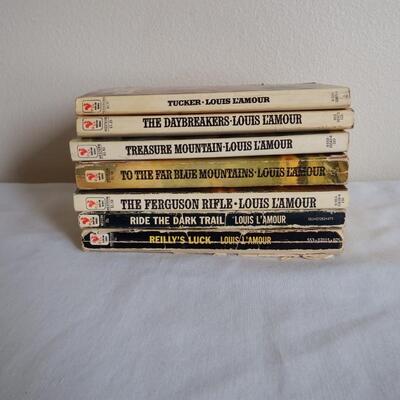 TUCKER • LOUIS L'AMOUR
THE DAYBREAKERS • LOUIS L'AMOUR
TREASURE MOUNTAIN • LOUIS L'AMOUR
TO THE FAR BLUE MOUNTAINS • LOUIS L'AMOUR
THE FERGUSON RIFLE • LOUIS L'AMOUR
RIDE THE DARK TRAIL LOUIS L'AMOUR
REILLY'S LUCK LOUIS L'AMOUR